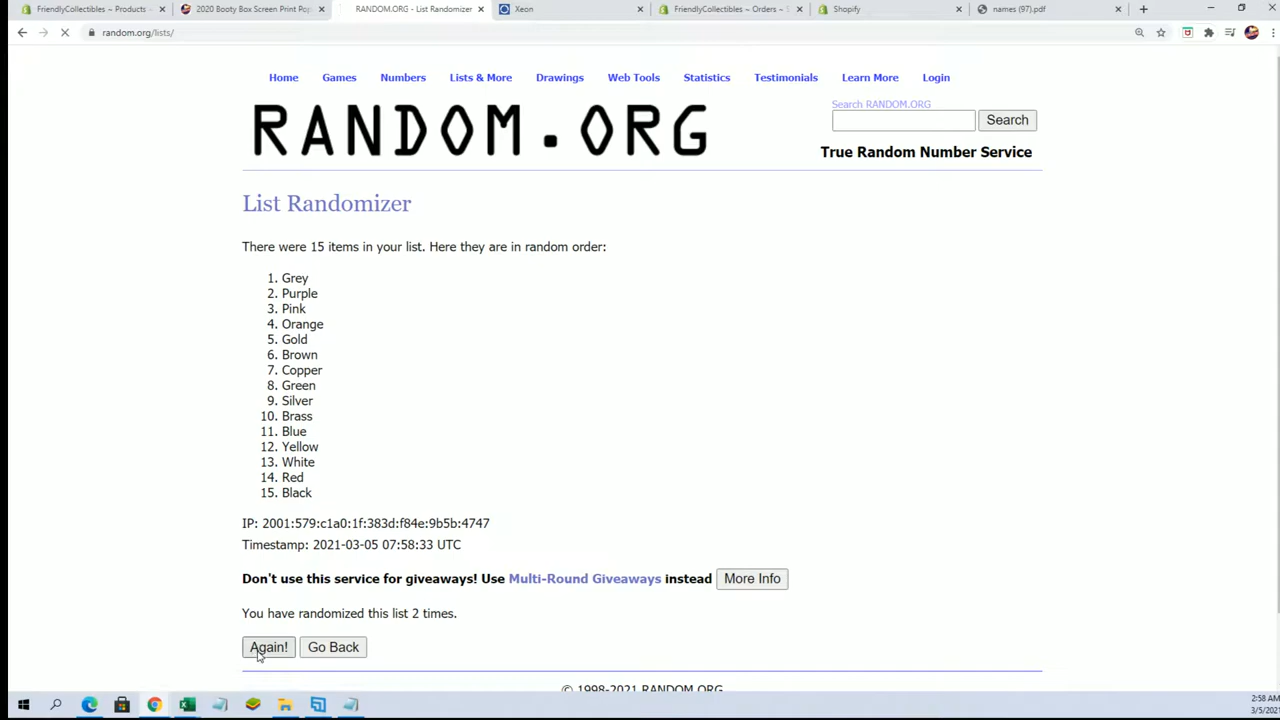 FriendlyCollectibles ~ Products ~
2020 Booty Box Screen Print Pop
RANDOM.ORG - List Randomizer
Xeon
FriendlyCollectibles ~ Orders ~
Shopify
names (97).pdf
random.org/lists/
Home Games Numbers Lists & More Drawings Web Tools Statistics Testimonials Learn More Login
RANDOM.ORG
Search RANDOM.ORG
Search
True Random Number Service
List Randomizer
There were 15 items in your list. Here they are in random order:
1. Grey
2. Purple
3. Pink
4. Orange
5. Gold
6. Brown
7. Copper
8. Green
9. Silver
10. Brass
11. Blue
12. Yellow
13. White
14. Red
15. Black
IP: 2001:579:c1a0:1f:383d:f84e:9b5b:4747
Timestamp: 2021-03-05 07:58:33 UTC
Don't use this service for giveaways! Use Multi-Round Giveaways instead More Info
You have randomized this list 2 times.
Again! Go Back
© 1998-2021 RANDOM.ORG
2:58 AM
3/5/2021